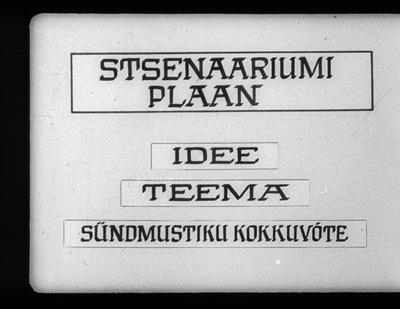 STSENAARIUMI
PLAAN
IDEE
TEEMA
SÜNDMUSTIKU KOKKUVÕTE